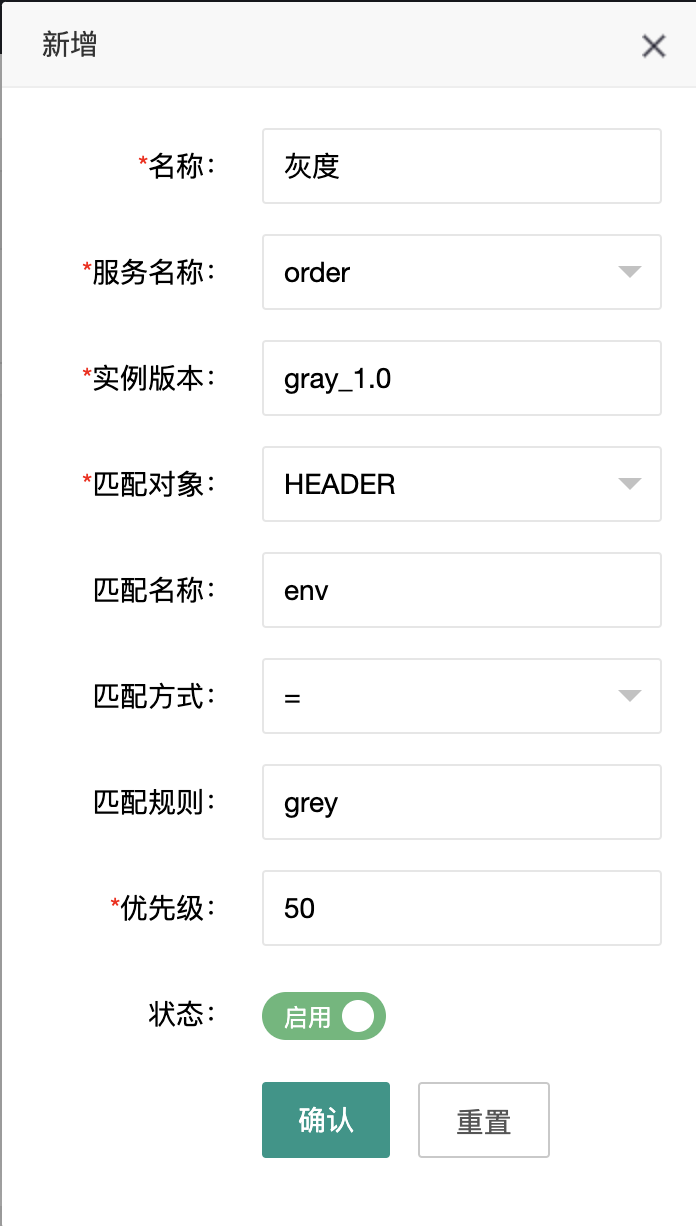 新增
*名称： 灰度
*服务名称： order
*实例版本： gray_1.0
*匹配对象： HEADER
匹配名称： env
匹配方式： =
匹配规则： grey
*优先级： 50
状态： 启用
确认 重置